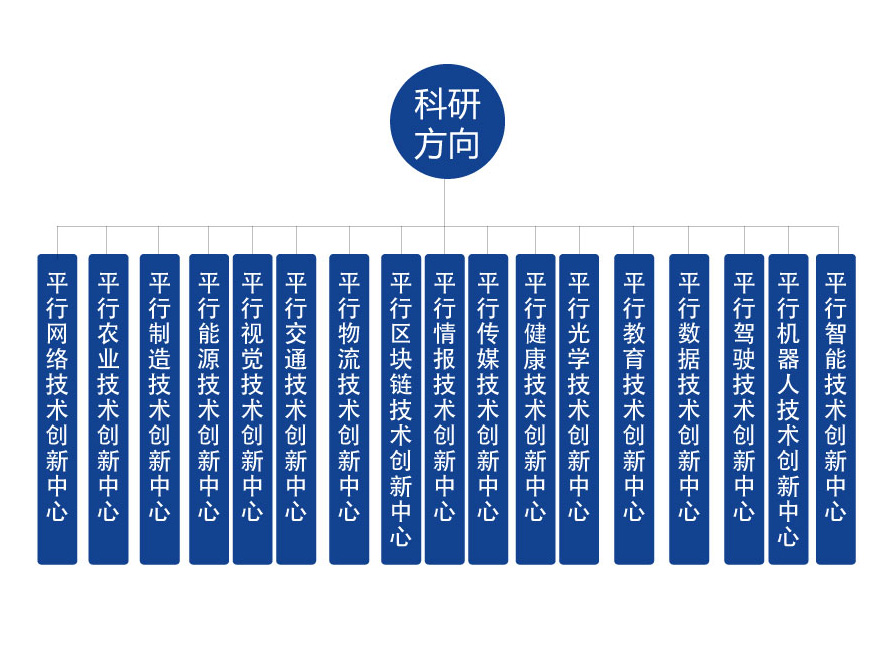 科研
方向
平行网络技术创新中心
平行农业技术创新中心
平行制造技术创新中心
平行能源技术创新中心
平行视觉技术创新中心
平行交通技术创新中心
平行物流技术创新中心
平行区块链技术创新中心
平行情报技术创新中心
平行传媒技术创新中心
平行健康技术创新中心
平行光学技术创新中心
平行教育技术创新中心
平行数据技术创新中心
平行驾驶技术创新中心
平行机器人技术创新中心
平行智能技术创新中心